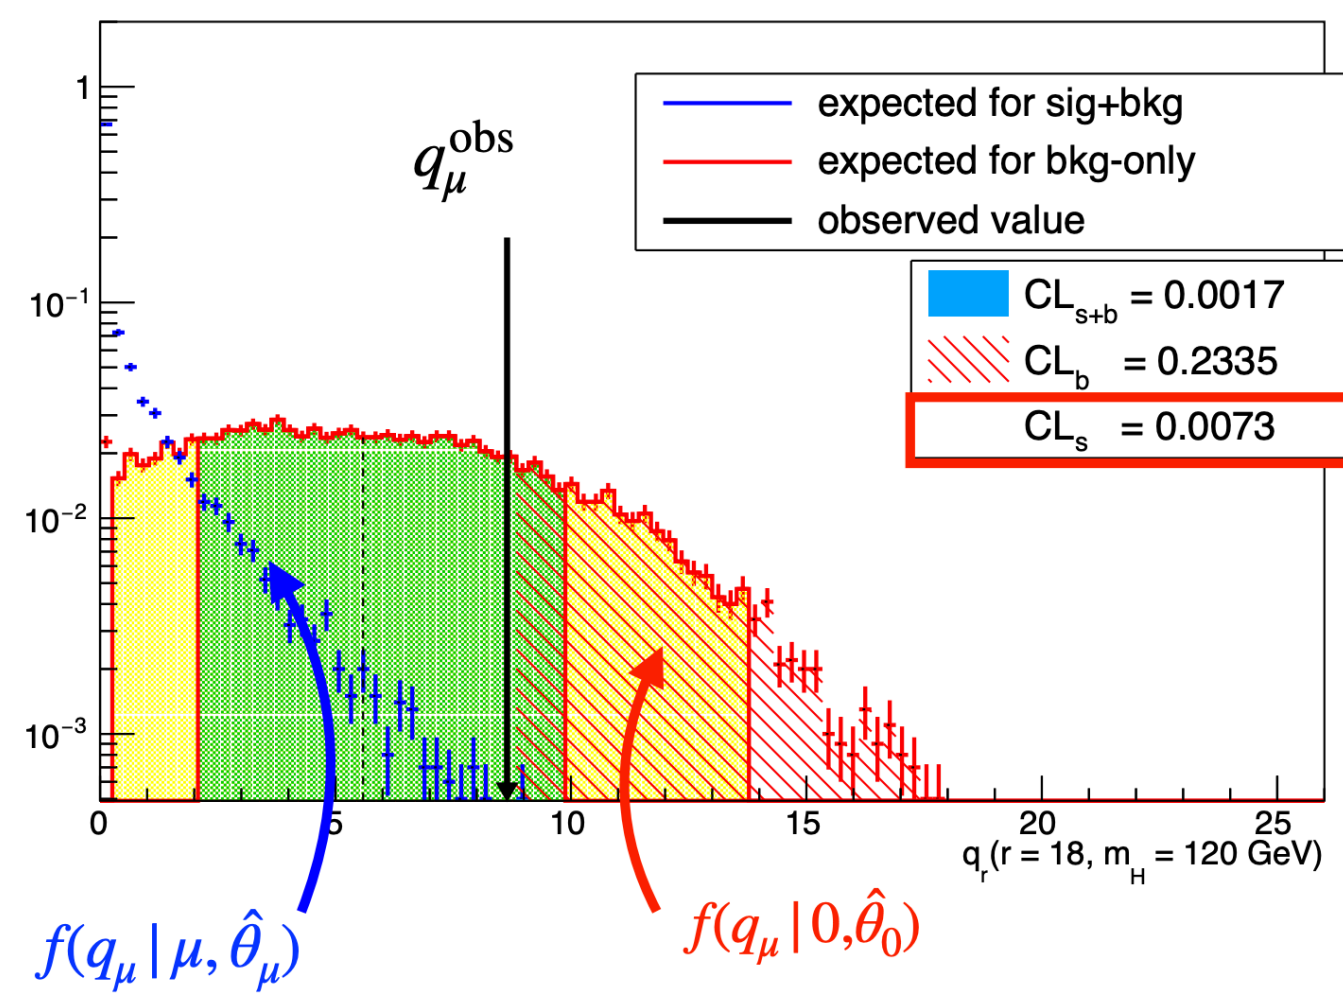 1
10⁻¹
10⁻²
10⁻³
q_μ^obs
expected for sig+bkg
expected for bkg-only
observed value
CL_{s+b} = 0.0017
CL_b = 0.2335
CL_s = 0.0073
0 5 10 15 20 25
q_r(r = 18, m_H = 120 GeV)
f(q_μ | μ, θ̂_μ)
f(q_μ | 0,θ̂_0)